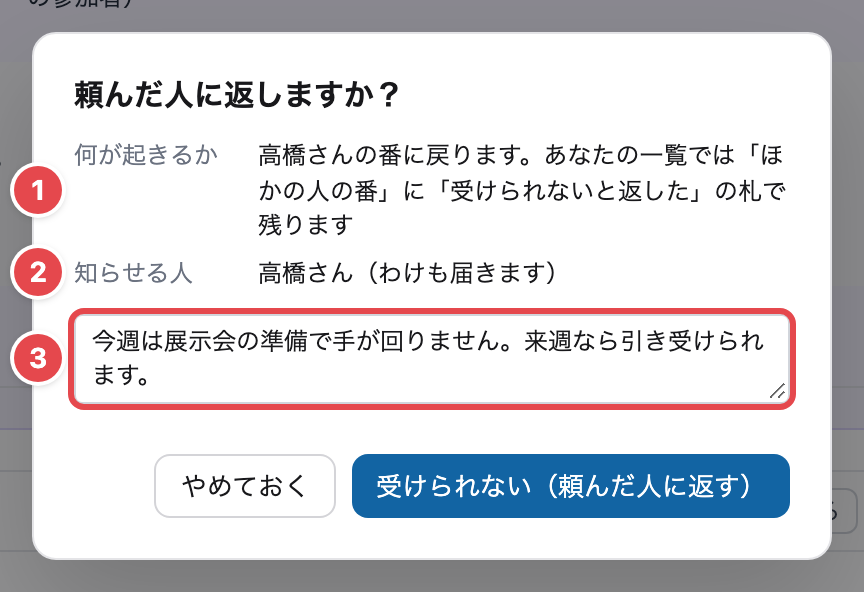 の参加者）
頼んだ人に返しますか？
何が起きるか
高橋さんの番に戻ります。あなたの一覧では「ほ
かの人の番」に「受けられないと返した」の札で
残ります
1
2
知らせる人
高橋さん（わけも届きます）
3
今週は展示会の準備で手が回りません。来週なら引き受けられ
ます。
やめておく
受けられない（頼んだ人に返す）